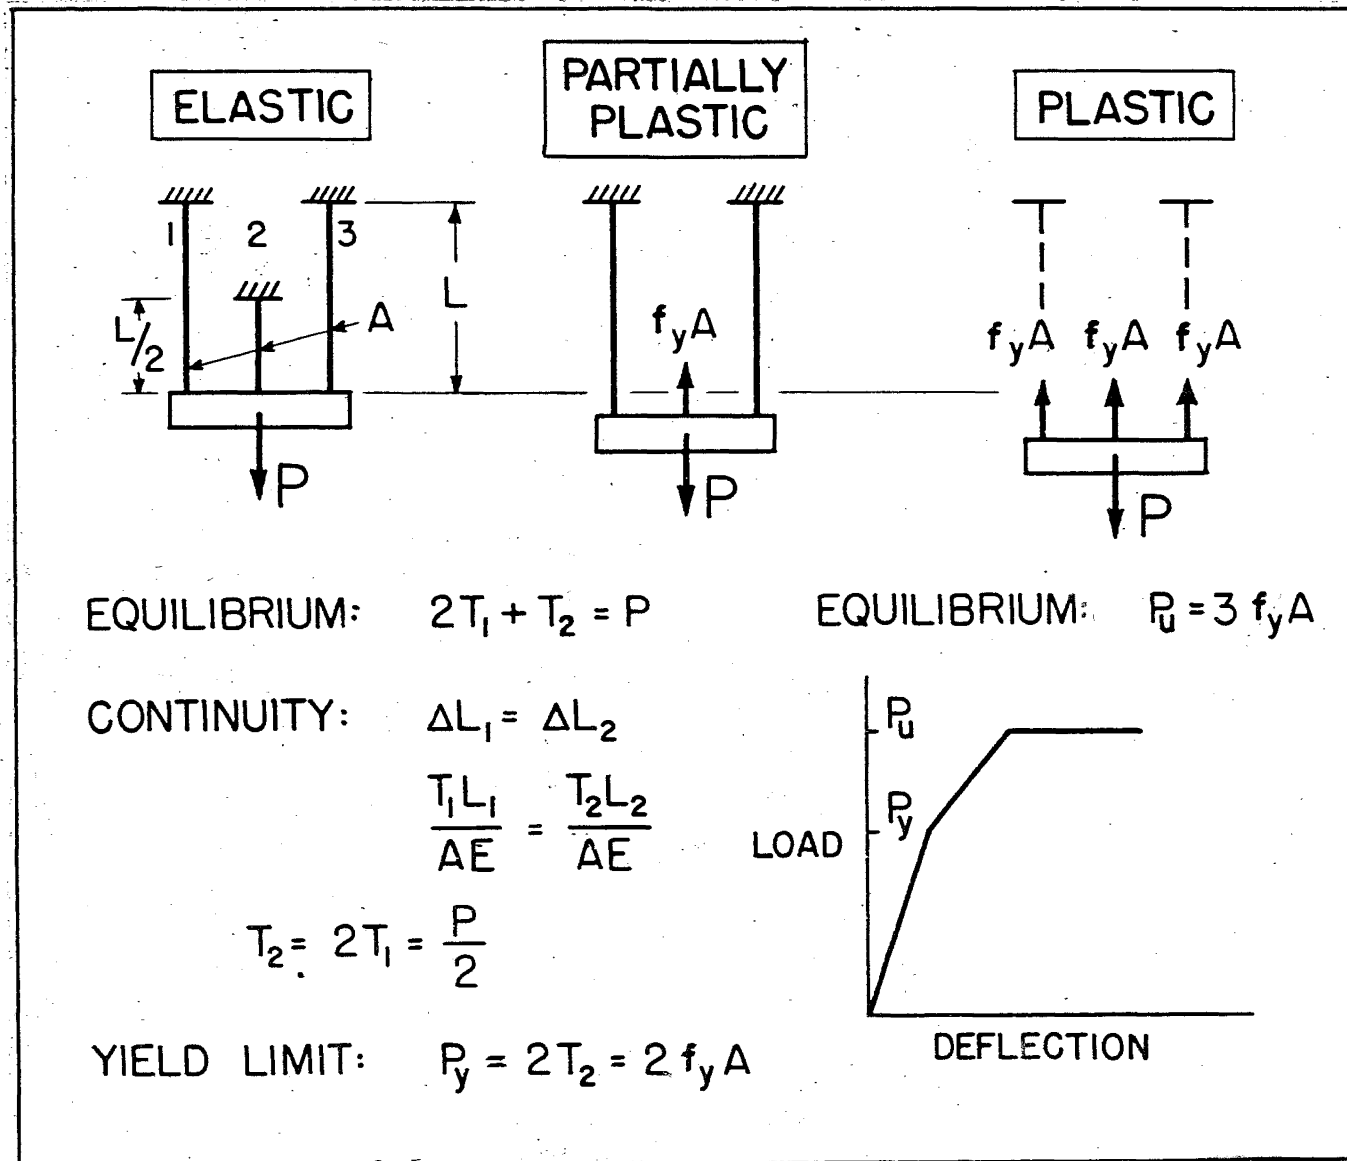 ELASTIC
PARTIALLY
PLASTIC
PLASTIC
1 2 3
L/2
A
L
P
f_yA
P
f_yA f_yA f_yA
P
EQUILIBRIUM: 2T_1 + T_2 = P
EQUILIBRIUM: P_u = 3 f_yA
CONTINUITY: ΔL_1 = ΔL_2
T_1L_1/AE = T_2L_2/AE
T_2 = 2T_1 = P/2
YIELD LIMIT: P_y = 2T_2 = 2 f_y A
P_u
P_y
LOAD
DEFLECTION